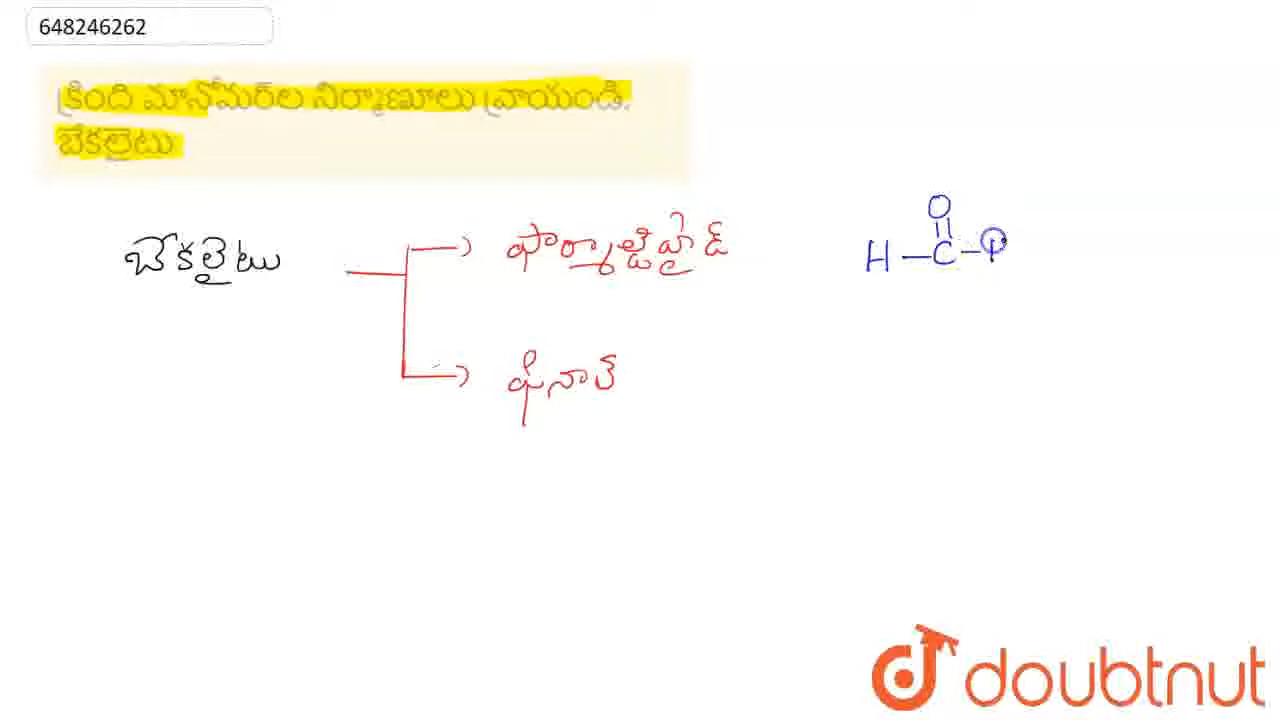 648246262
క్రింది మానోమర్‌ల నిర్మాణాలు వ్రాయండి.
బేకలైటు
బేకలైటు
ఫార్మాల్డిహైడ్
ఫినాల్
O
H - C -
doubtnut